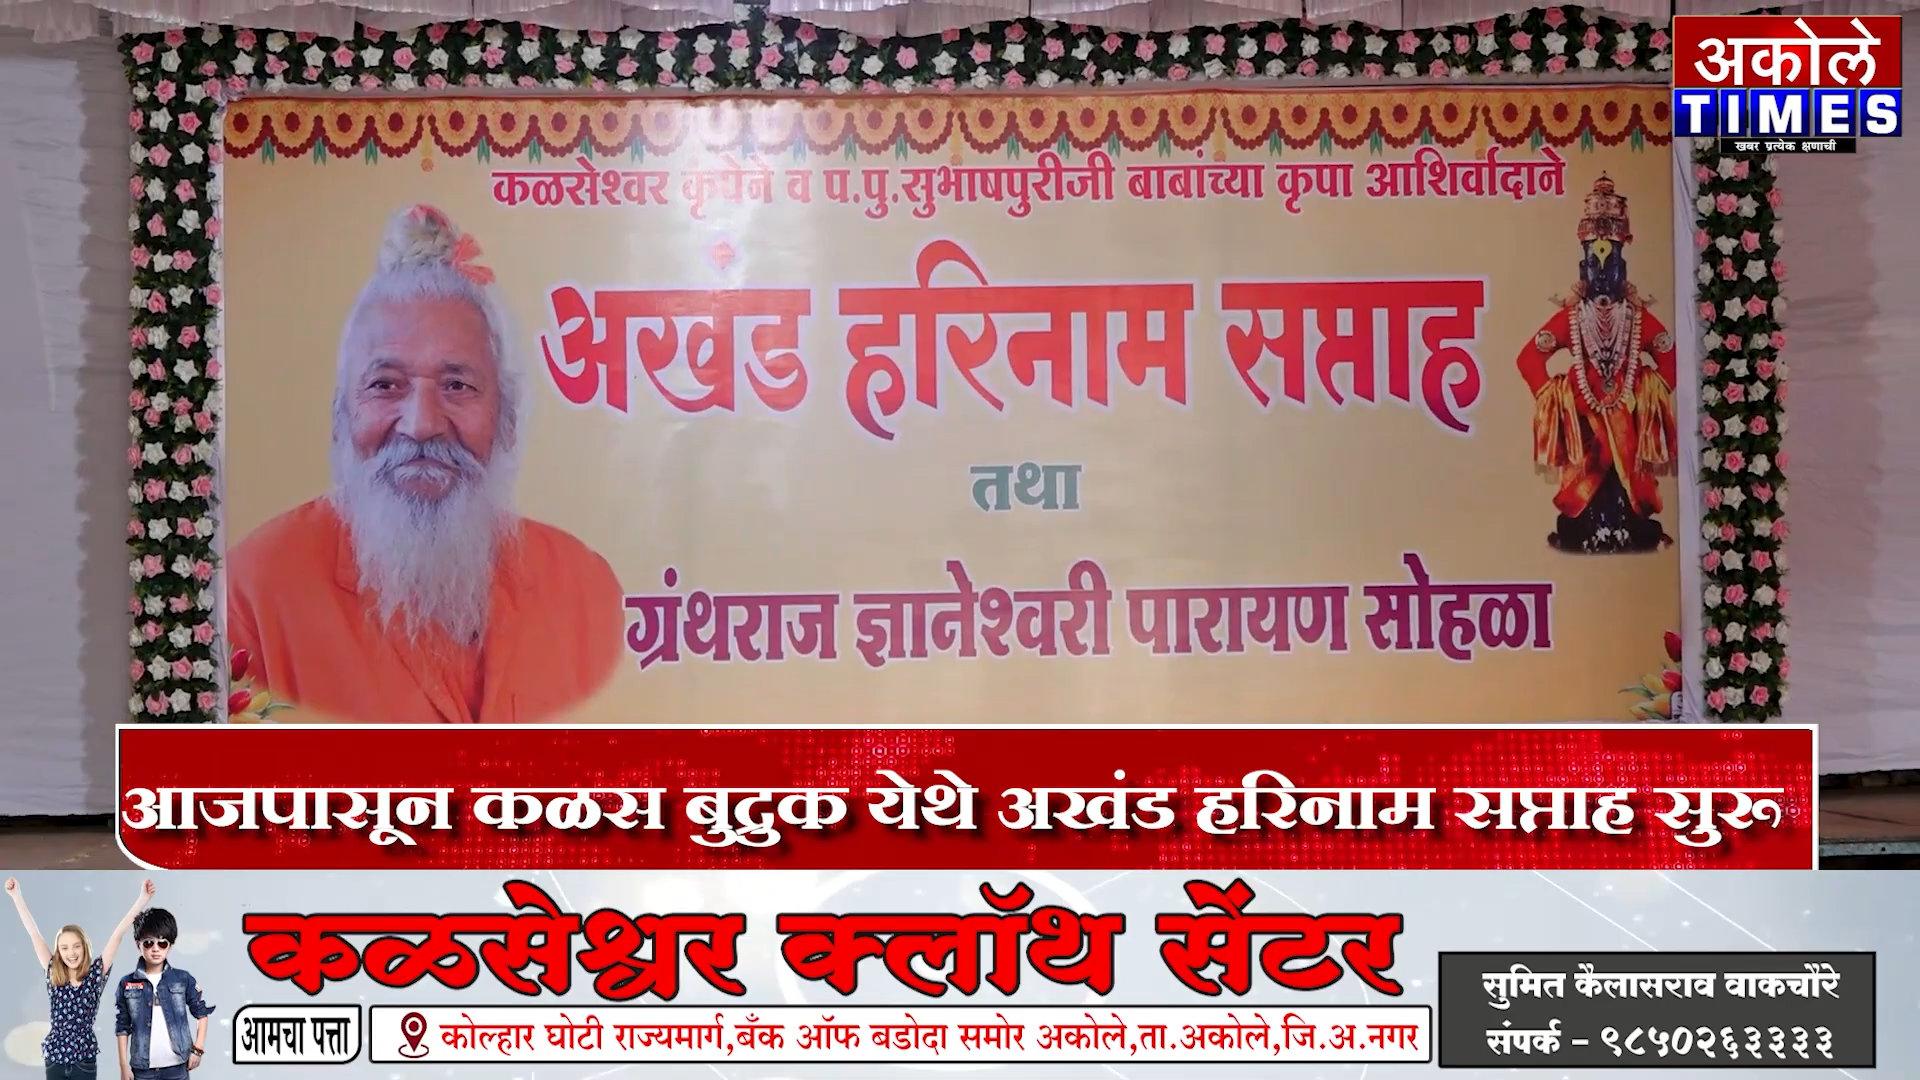 अकोले
TIMES
खबर प्रत्येक क्षणाची
कळसेश्वर कृपेने व प.पु.सुभाषपुरीजी बाबांच्या कृपा आशिर्वादाने
अखंड हरिनाम सप्ताह
तथा
ग्रंथराज ज्ञानेश्वरी पारायण सोहळा
आजपासून कळस बुद्रुक येथे अखंड हरिनाम सप्ताह सुरू
कळसेश्वर क्लॉथ सेंटर
आमचा पत्ता
कोल्हार घोटी राज्यमार्ग,बँक ऑफ बडोदा समोर अकोले,ता.अकोले,जि.अ.नगर
सुमित कैलासराव वाकचौरे
संपर्क - ९८५०२६३३३३